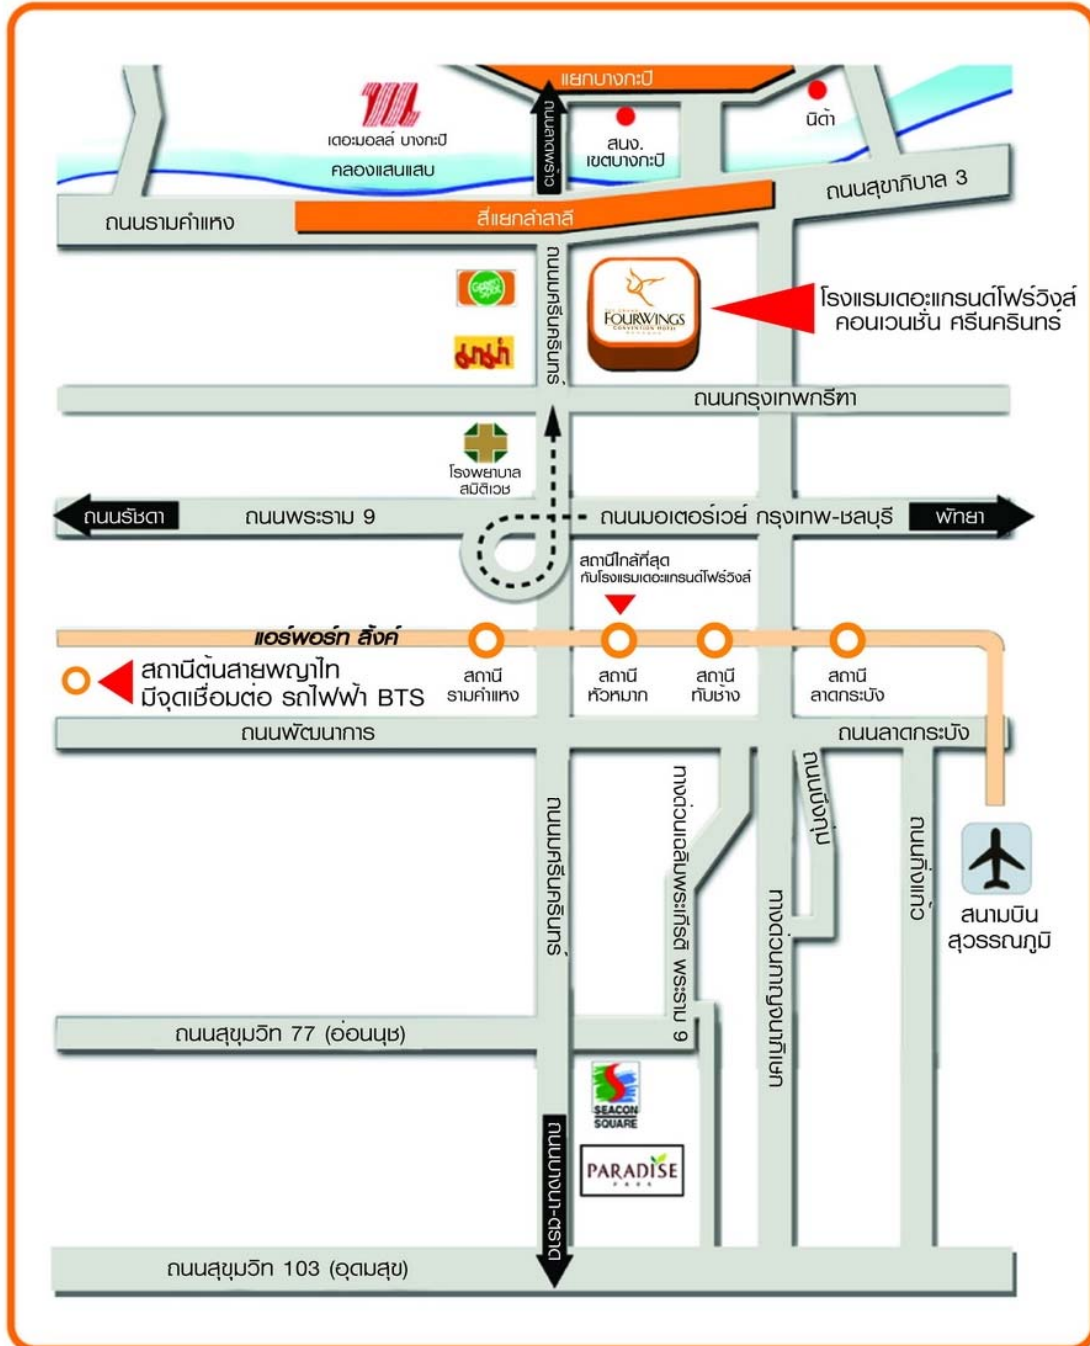 แยกบางกะปิ
เดอะมอลล์ บางกะปิ
คลองแสนแสบ
ถนนลาดพร้าว
สนง.
เขตบางกะปิ
นิด้า
ถนนสุขาภิบาล 3
ถนนรามคำแหง
สี่แยกลำสาลี
Green Spot
มาม่า
ถนนศรีนครินทร์
FOURWINGS
CONVENTION HOTEL
โรงแรมเดอะแกรนด์โฟร์วิงส์
คอนเวนชั่น ศรีนครินทร์
ถนนกรุงเทพกรีฑา
โรงพยาบาล
สมิติเวช
ถนนรัชดา
ถนนพระราม 9
ถนนมอเตอร์เวย์ กรุงเทพ-ชลบุรี
พัทยา
สถานีใกล้ที่สุด
กับโรงแรมเดอะแกรนด์โฟร์วิงส์
แอร์พอร์ท ลิ้งค์
สถานีต้นสายพญาไท
มีจุดเชื่อมต่อ รถไฟฟ้า BTS
สถานี
รามคำแหง
สถานี
หัวหมาก
สถานี
ทับช้าง
สถานี
ลาดกระบัง
ถนนพัฒนาการ
ถนนลาดกระบัง
ถนนศรีนครินทร์
ทางด่วนเฉลิมพระเกียรติ พระราม 9
ทางด่วนกาญจนาภิเษก
ถนนบึงกุ่ม
ถนนกิ่งแก้ว
สนามบิน
สุวรรณภูมิ
ถนนสุขุมวิท 77 (อ่อนนุช)
SEACON
SQUARE
PARADISE
PARK
ถนนบางนา-ตราด
ถนนสุขุมวิท 103 (อุดมสุข)